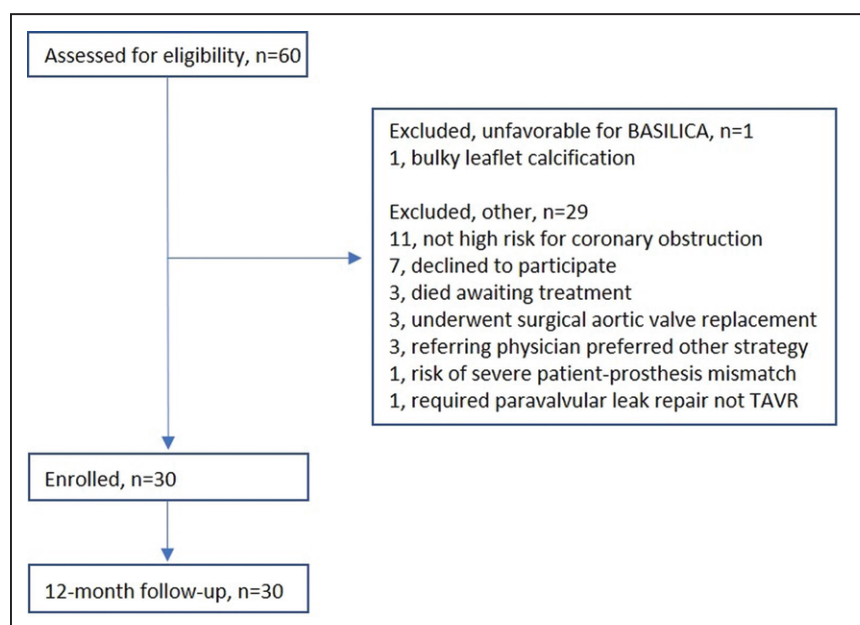 Assessed for eligibility, n=60
Excluded, unfavorable for BASILICA, n=1
1, bulky leaflet calcification
Excluded, other, n=29
11, not high risk for coronary obstruction
7, declined to participate
3, died awaiting treatment
3, underwent surgical aortic valve replacement
3, referring physician preferred other strategy
1, risk of severe patient-prosthesis mismatch
1, required paravalvular leak repair not TAVR
Enrolled, n=30
12-month follow-up, n=30